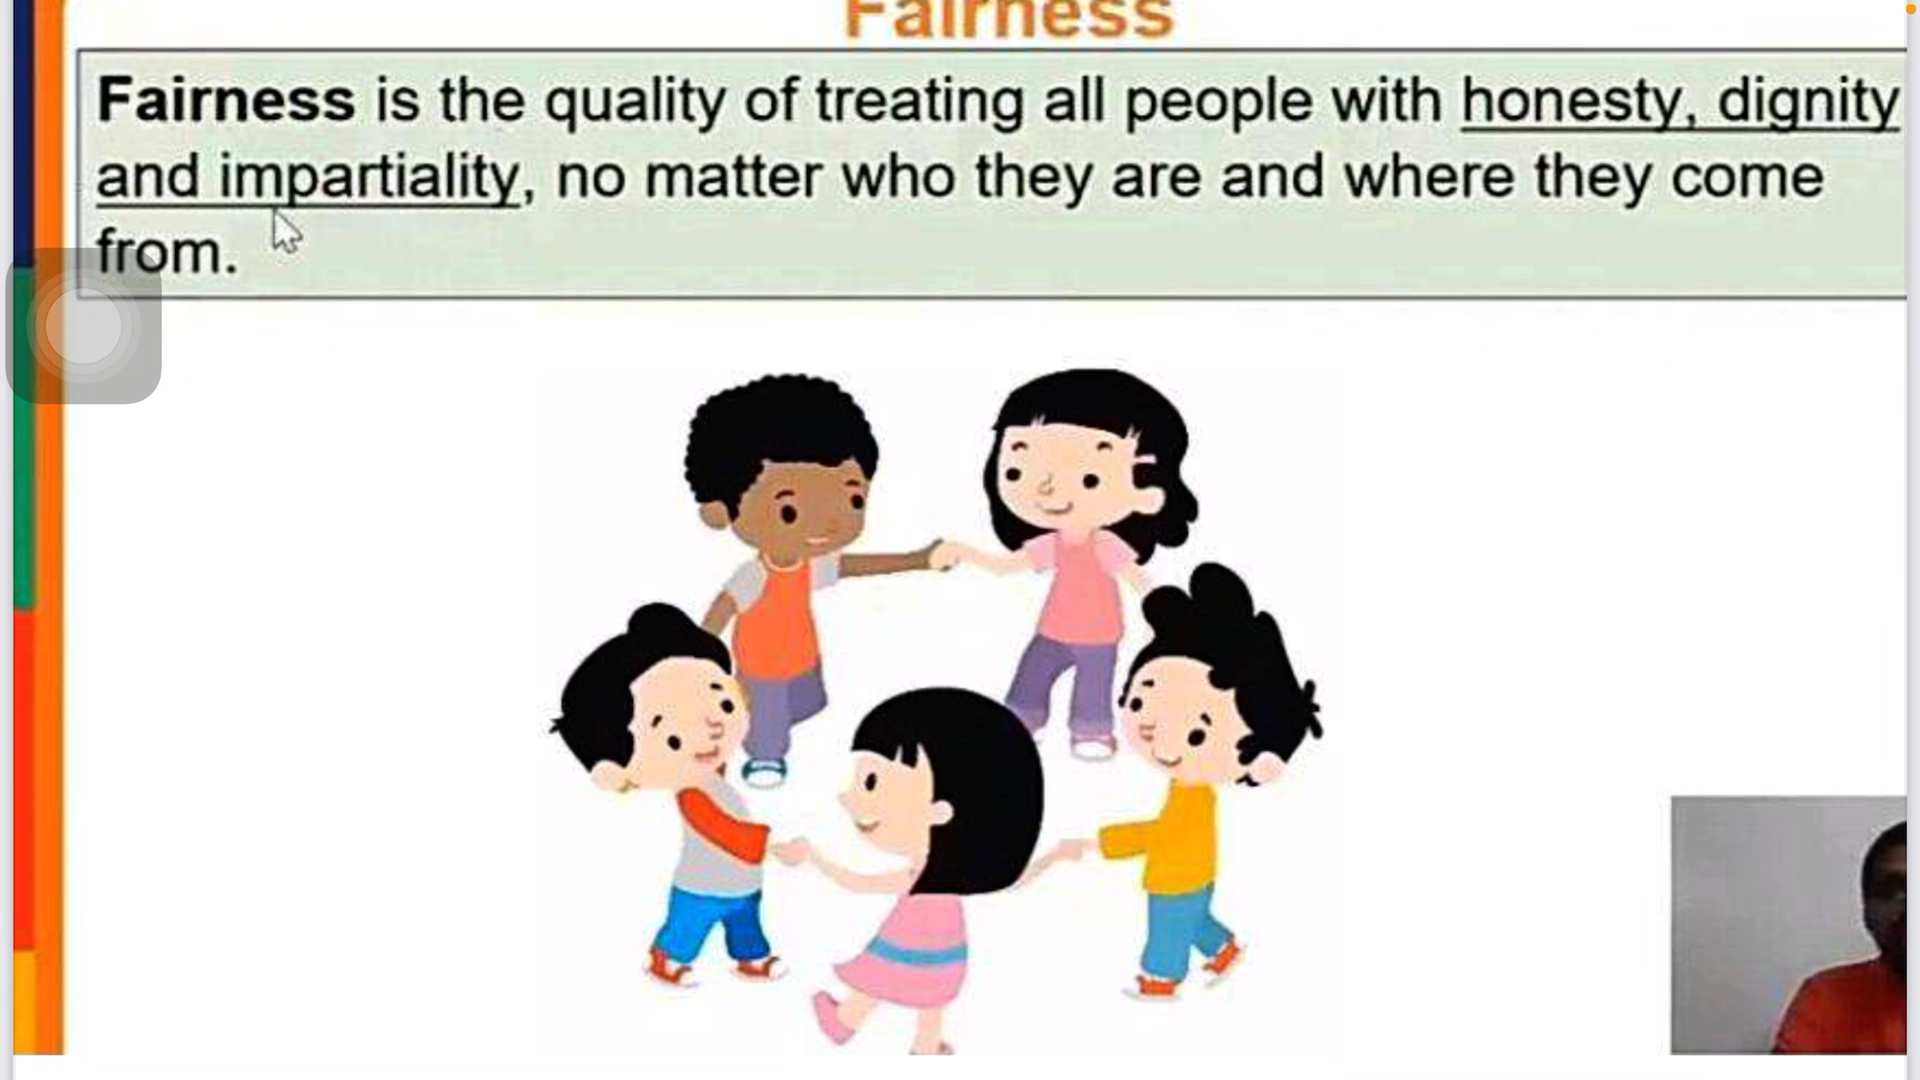 Fairness
Fairness is the quality of treating all people with honesty, dignity
and impartiality, no matter who they are and where they come
from.